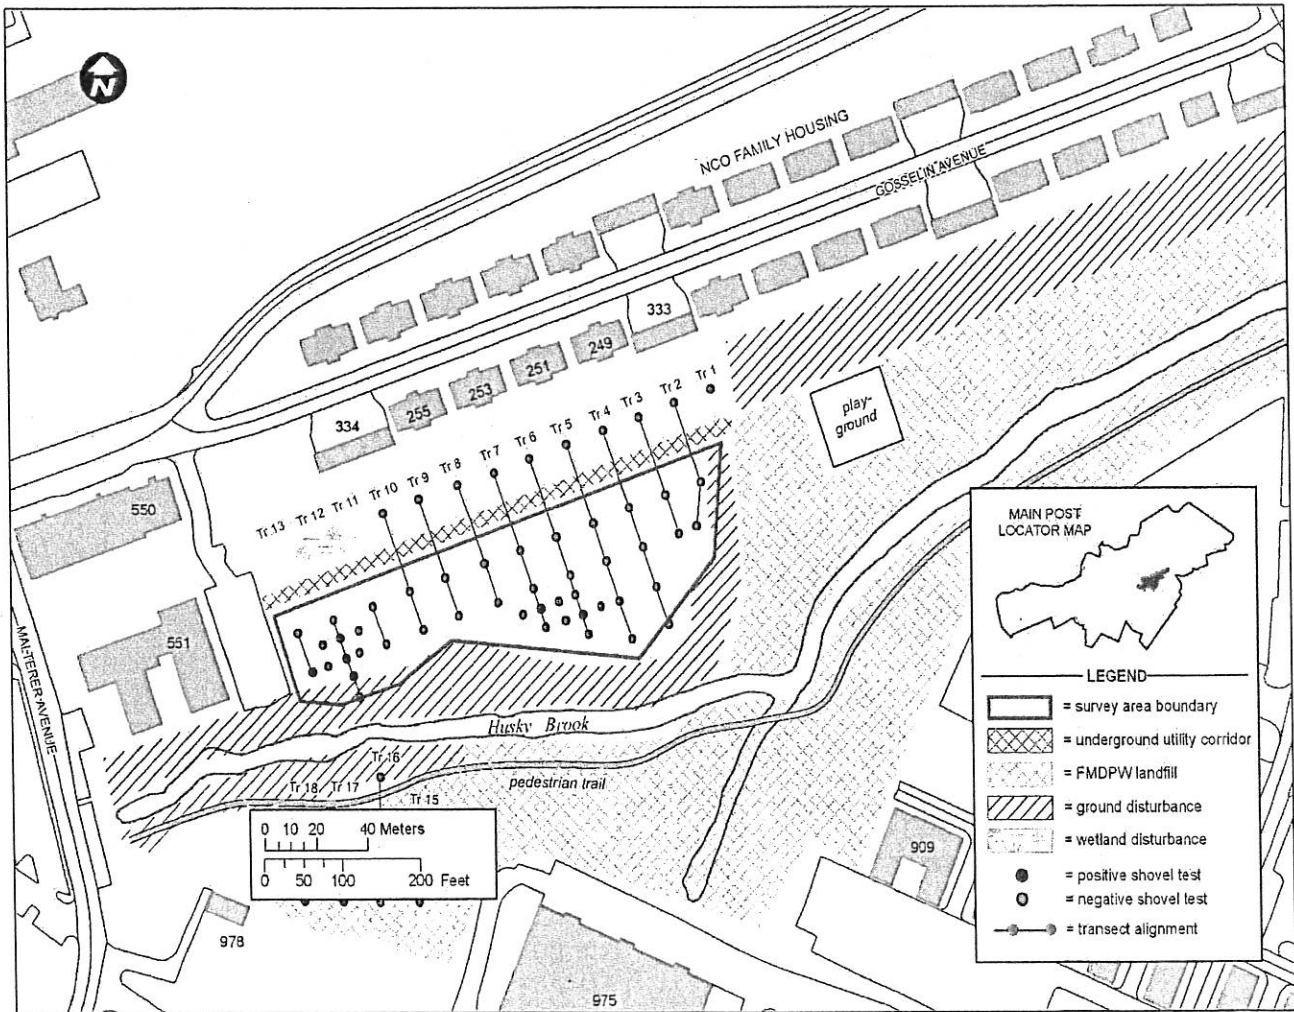 N
NCO FAMILY HOUSING
GOSSELIN AVENUE
333
249
251
253
255
334
Tr 1
Tr 2
Tr 3
Tr 4
Tr 5
Tr 6
Tr 7
Tr 8
Tr 9
Tr 10
Tr 11
Tr 12
Tr 13
play-
ground
550
551
AVENUE
Husky Brook
pedestrian trail
Tr 16
Tr 18
Tr 17
Tr 15
0 10 20 40 Meters
0 50 100 200 Feet
978
975
909
MAIN POST
LOCATOR MAP
LEGEND
= survey area boundary
= underground utility corridor
= FMDPW landfill
= ground disturbance
= wetland disturbance
= positive shovel test
= negative shovel test
= transect alignment